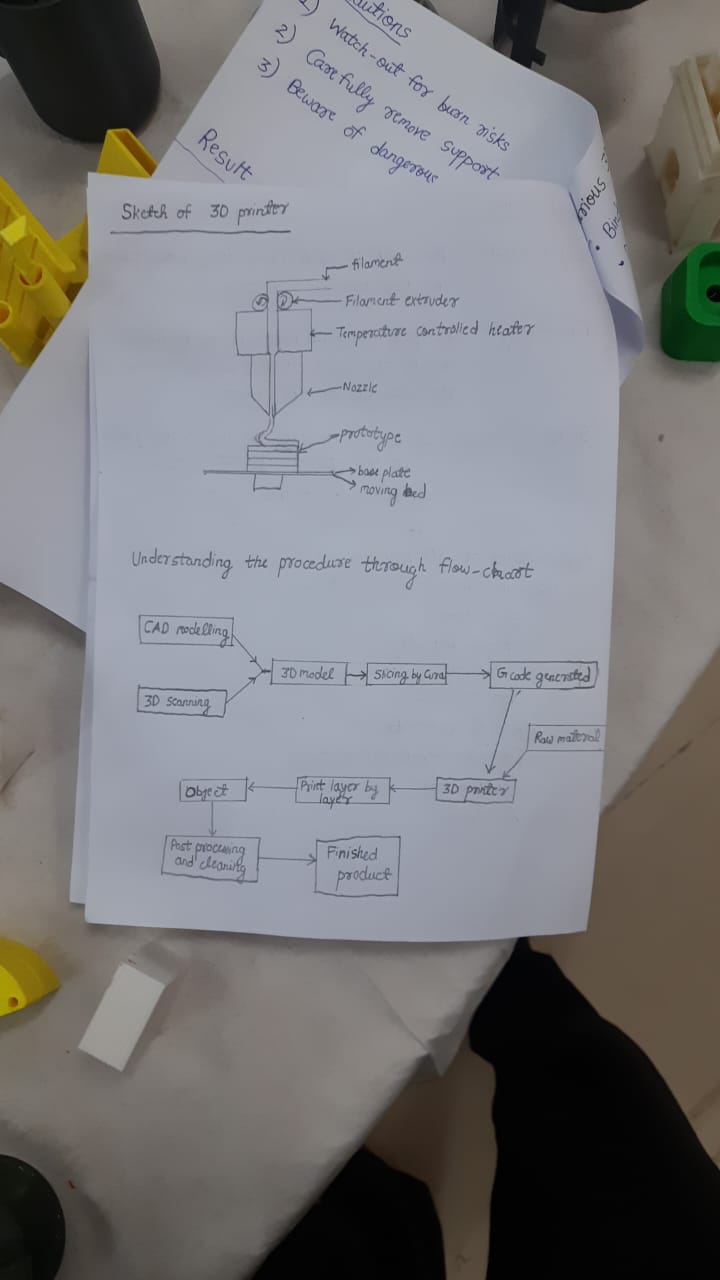 autions
1) Watch-out for burn risks
2) Carefully remove support
3) Beware of dangerous
Result
Sketch of 3D printer
filament
Filament extruder
Temperature controlled heater
Nozzle
prototype
base plate
moving bed
Understanding the procedure through flow-chart
CAD modelling
3D scanning
3D model
Slicing by Cura
G code generated
Raw material
3D printer
Print layer by
layer
Object
Post processing
and cleaning
Finished
product